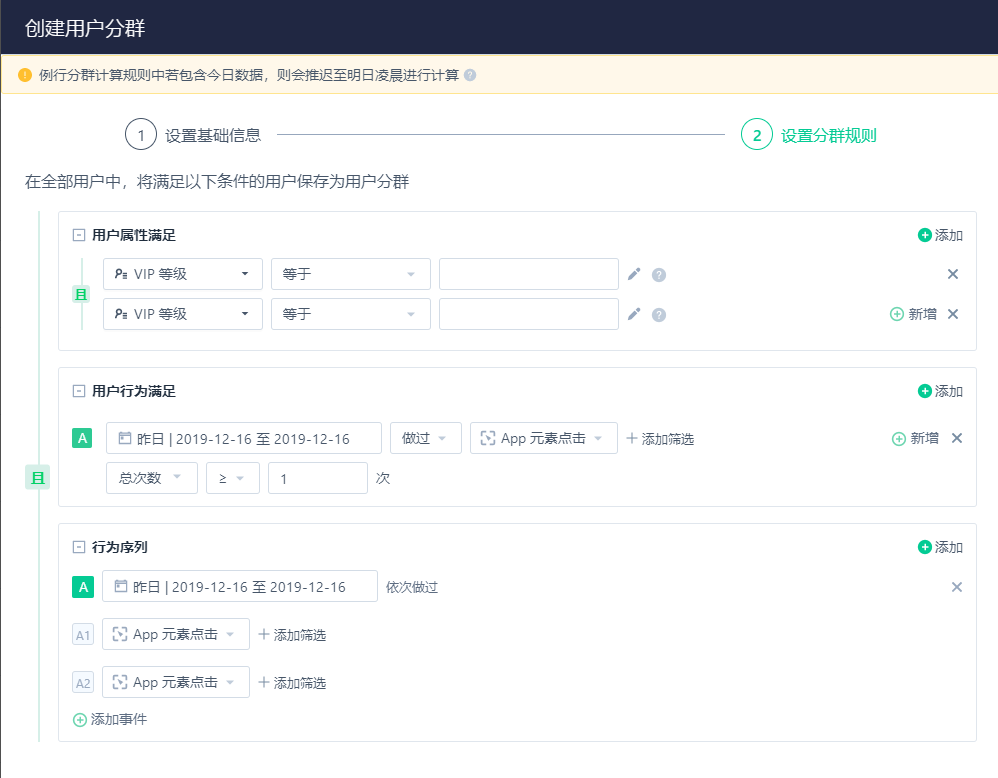 创建用户分群
例行分群计算规则中若包含今日数据，则会推迟至明日凌晨进行计算 ?
1 设置基础信息 2 设置分群规则
在全部用户中，将满足以下条件的用户保存为用户分群
用户属性满足 添加
VIP 等级 等于 ?
且
VIP 等级 等于 ? 新增
用户行为满足 添加
A 昨日 | 2019-12-16 至 2019-12-16 做过 App 元素点击 添加筛选 新增
且
总次数 ≥ 1 次
行为序列 添加
A 昨日 | 2019-12-16 至 2019-12-16 依次做过
A1 App 元素点击 添加筛选
A2 App 元素点击 添加筛选
添加事件